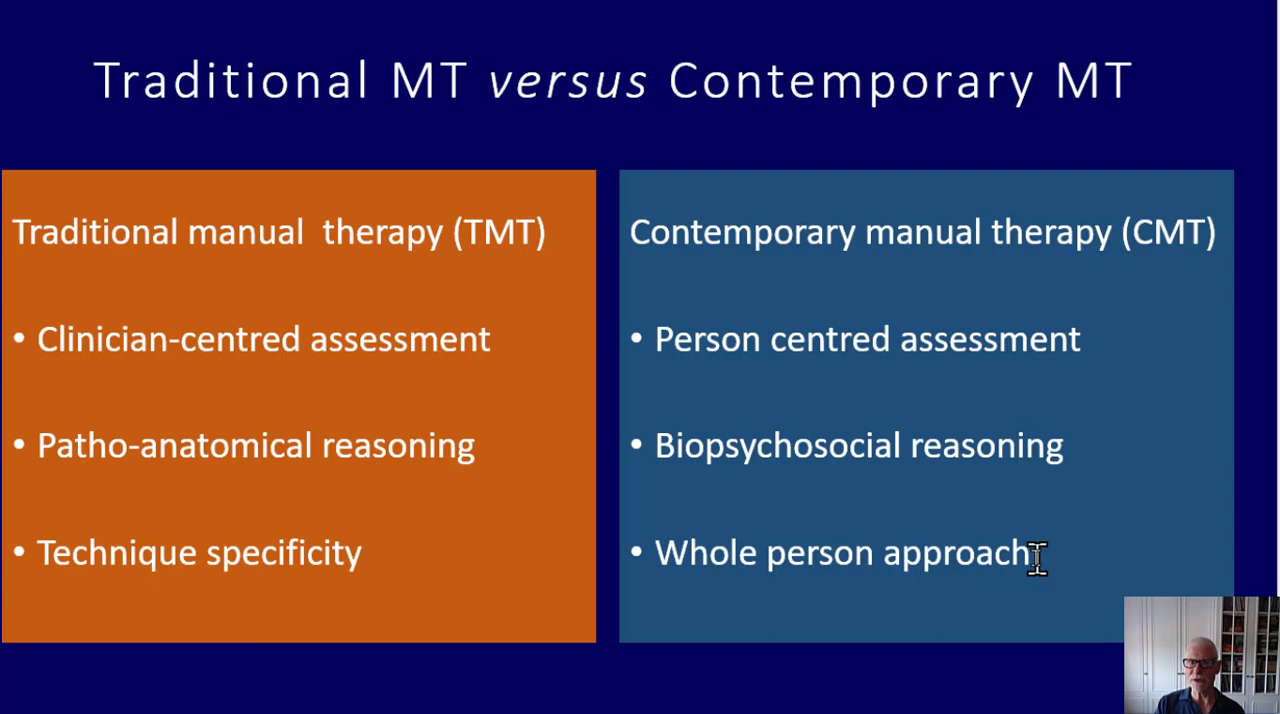 Traditional MT versus Contemporary MT
Traditional manual  therapy (TMT)
• Clinician-centred assessment
• Patho-anatomical reasoning
• Technique specificity
Contemporary manual therapy (CMT)
• Person centred assessment
• Biopsychosocial reasoning
• Whole person approach